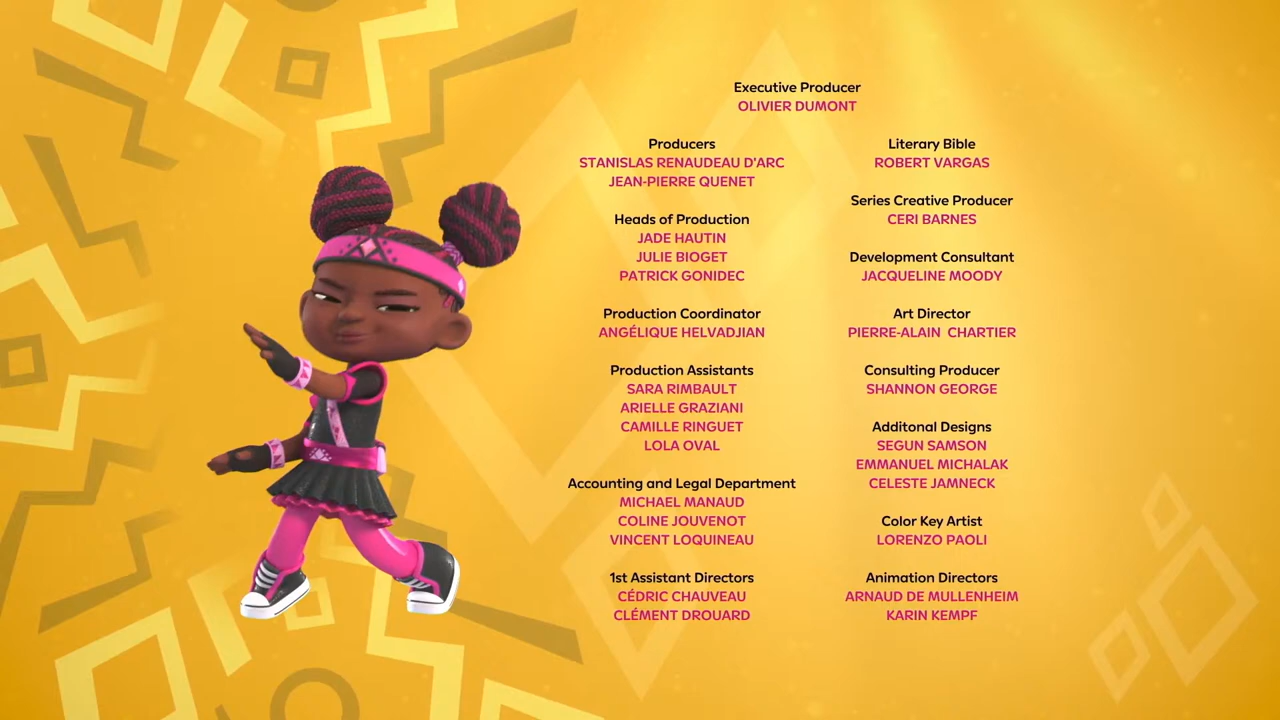 Executive Producer
OLIVIER DUMONT
Producers
STANISLAS RENAUDEAU D'ARC
JEAN-PIERRE QUENET
Heads of Production
JADE HAUTIN
JULIE BIOGET
PATRICK GONIDEC
Production Coordinator
ANGÉLIQUE HELVADJIAN
Production Assistants
SARA RIMBAULT
ARIELLE GRAZIANI
CAMILLE RINGUET
LOLA OVAL
Accounting and Legal Department
MICHAEL MANAUD
COLINE JOUVENOT
VINCENT LOQUINEAU
1st Assistant Directors
CÉDRIC CHAUVEAU
CLÉMENT DROUARD
Literary Bible
ROBERT VARGAS
Series Creative Producer
CERI BARNES
Development Consultant
JACQUELINE MOODY
Art Director
PIERRE-ALAIN  CHARTIER
Consulting Producer
SHANNON GEORGE
Additonal Designs
SEGUN SAMSON
EMMANUEL MICHALAK
CELESTE JAMNECK
Color Key Artist
LORENZO PAOLI
Animation Directors
ARNAUD DE MULLENHEIM
KARIN KEMPF